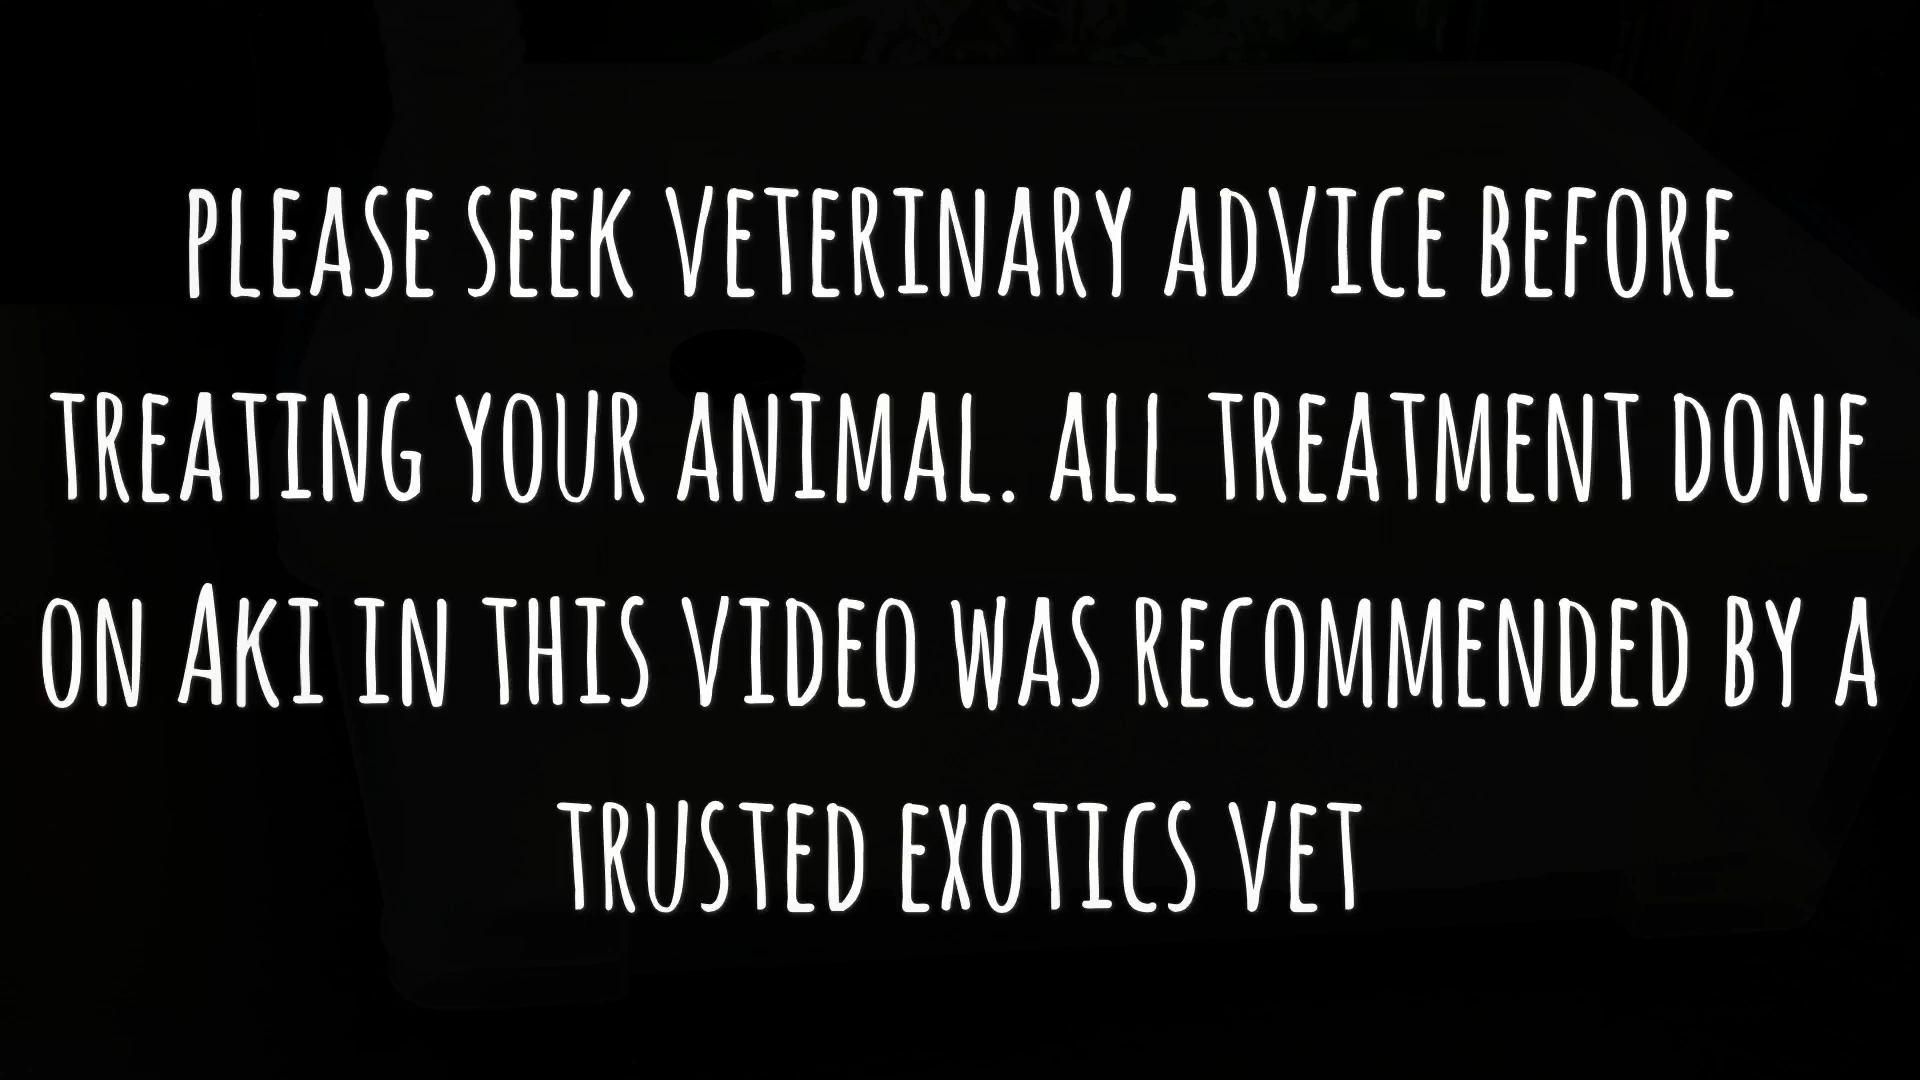 PLEASE SEEK VETERINARY ADVICE BEFORE
TREATING YOUR ANIMAL. ALL TREATMENT DONE
ON AKI IN THIS VIDEO WAS RECOMMENDED BY A
TRUSTED EXOTICS VET